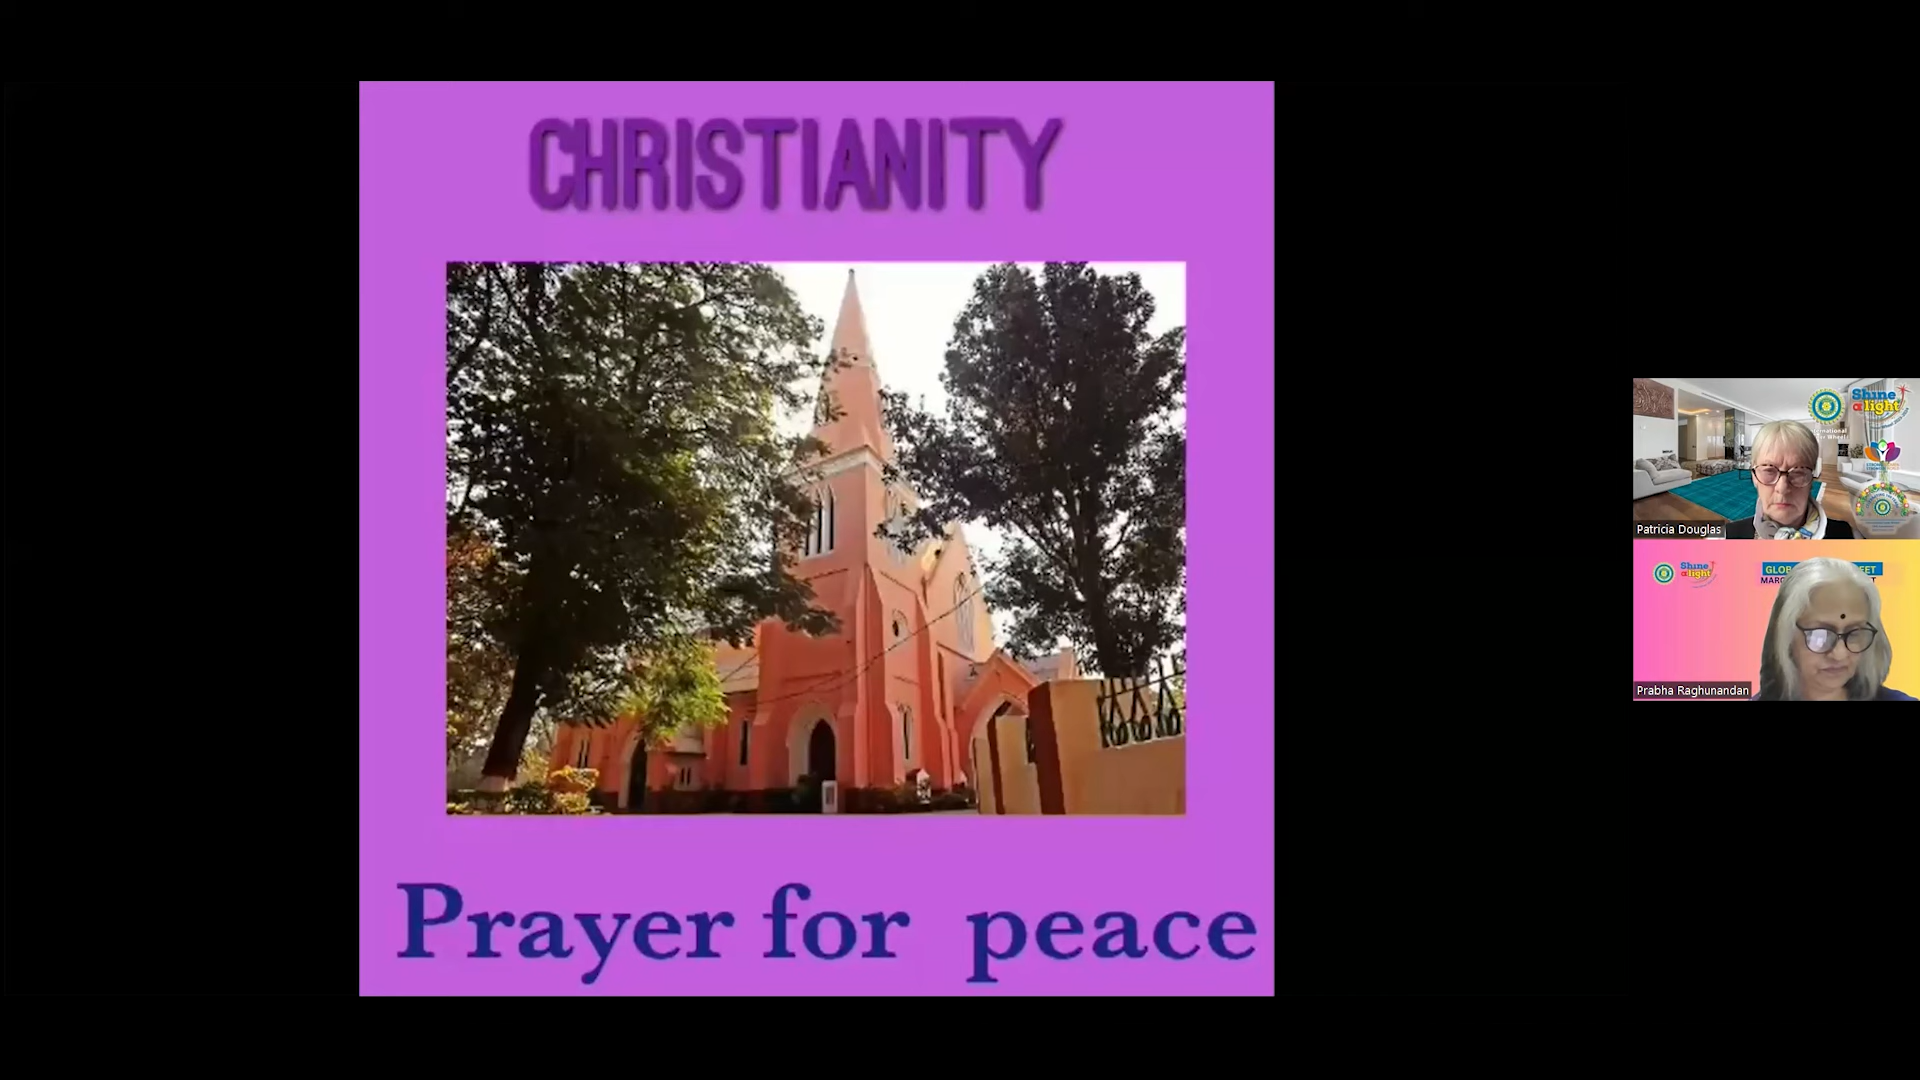 CHRISTIANITY
Prayer for peace
Shine
a light
Patricia Douglas
Shine
a light
Prabha Raghunandan